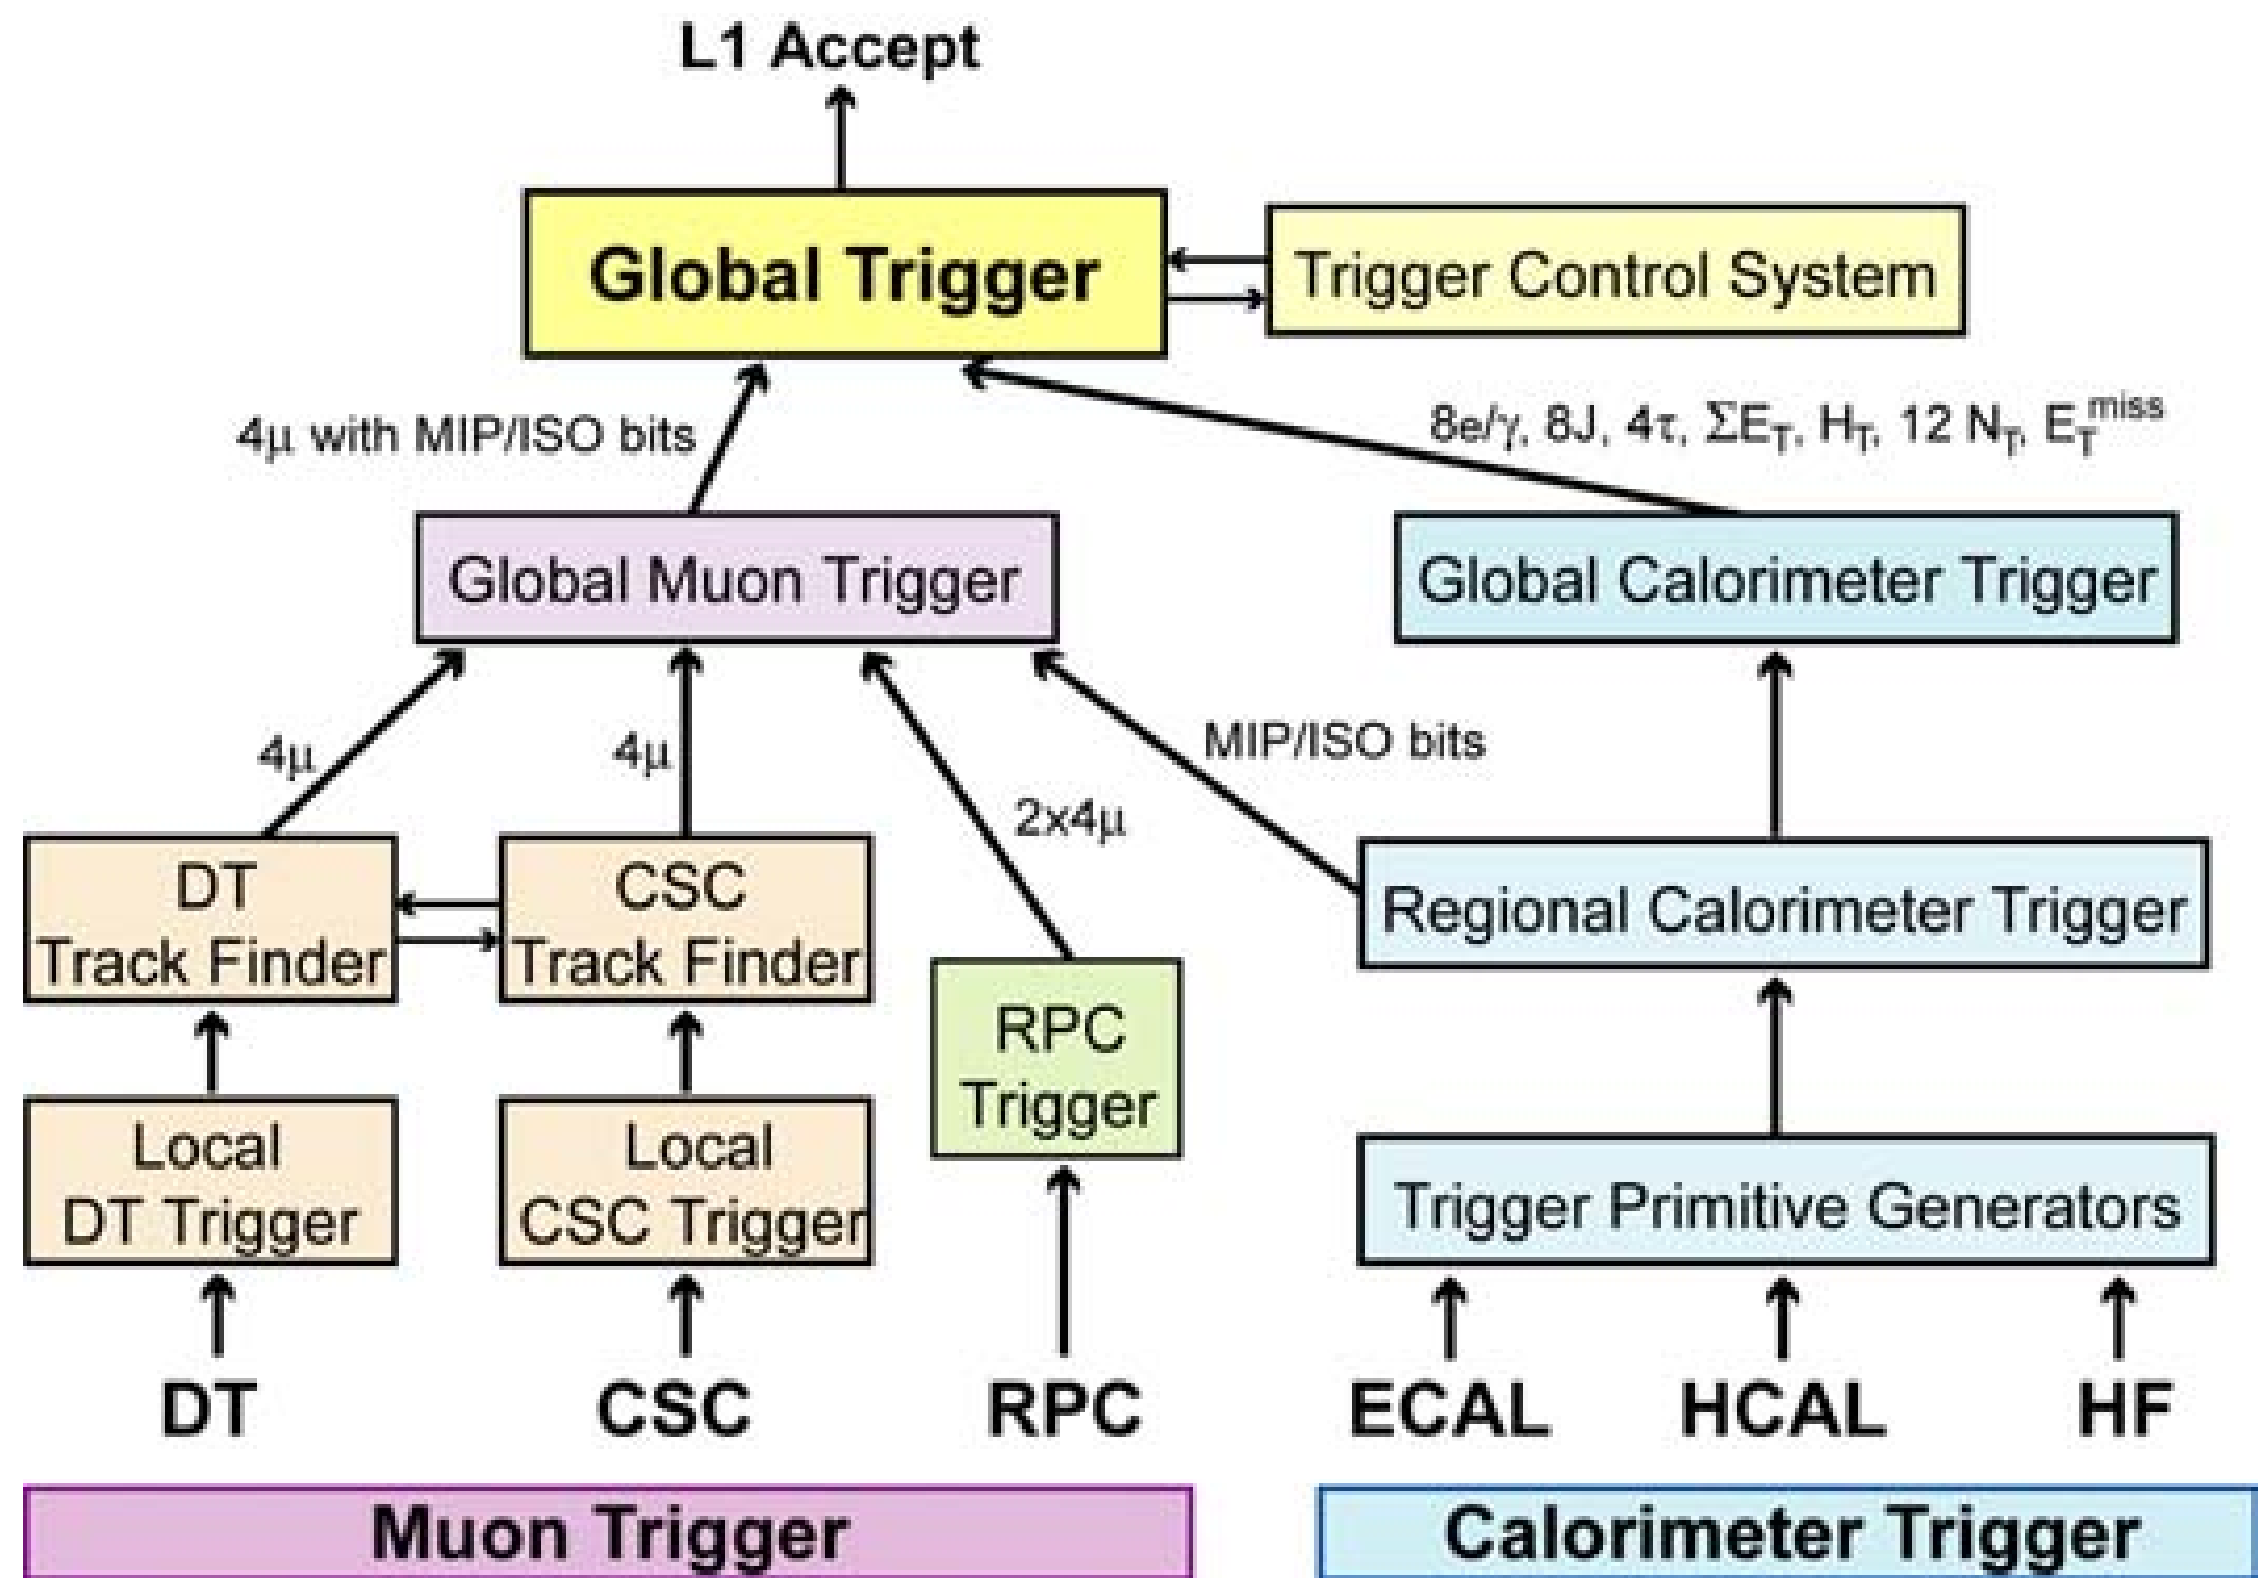 L1 Accept
Global Trigger
Trigger Control System
4μ with MIP/ISO bits
8e/γ, 8J, 4τ, ΣE_T, H_T, 12 N_T, E_T^miss
Global Muon Trigger
Global Calorimeter Trigger
4μ
4μ
2x4μ
MIP/ISO bits
DT
Track Finder
CSC
Track Finder
RPC
Trigger
Regional Calorimeter Trigger
Local
DT Trigger
Local
CSC Trigger
Trigger Primitive Generators
DT
CSC
RPC
ECAL
HCAL
HF
Muon Trigger
Calorimeter Trigger